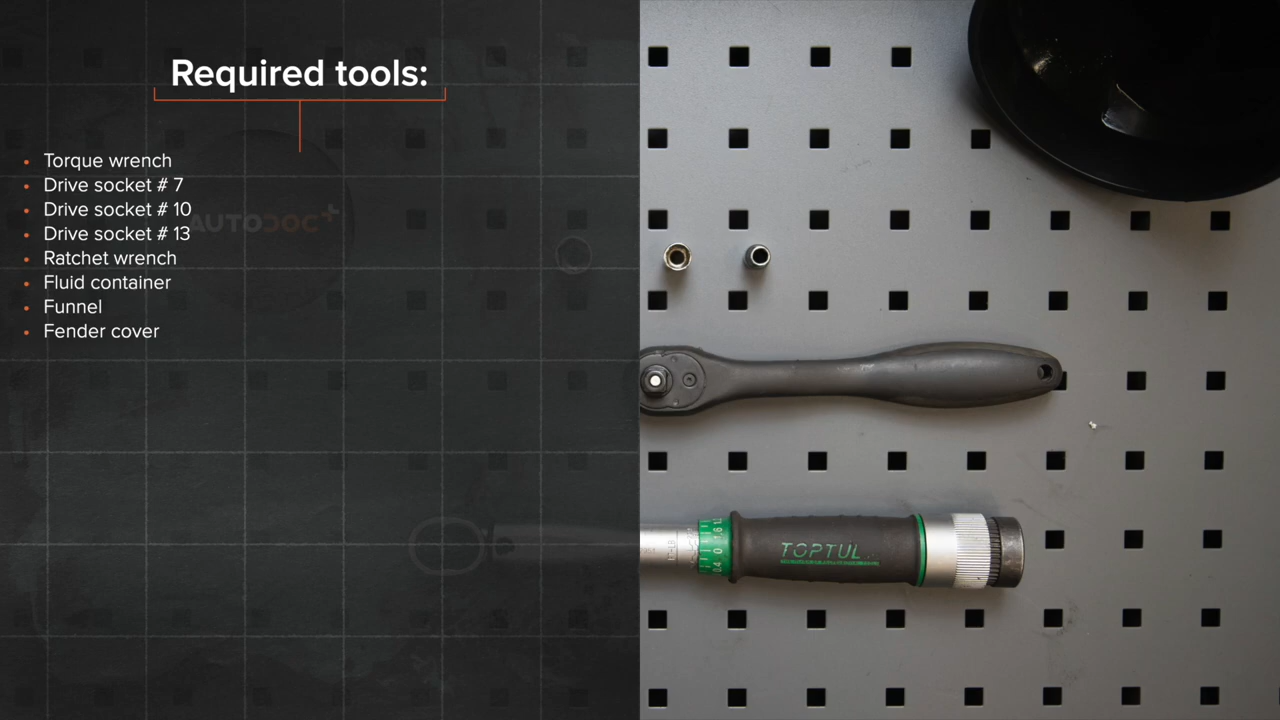 Required tools:
Torque wrench
Drive socket # 7
Drive socket # 10
AUTODOC+
Drive socket # 13
Ratchet wrench
Fluid container
Funnel
Fender cover
TOPTUL